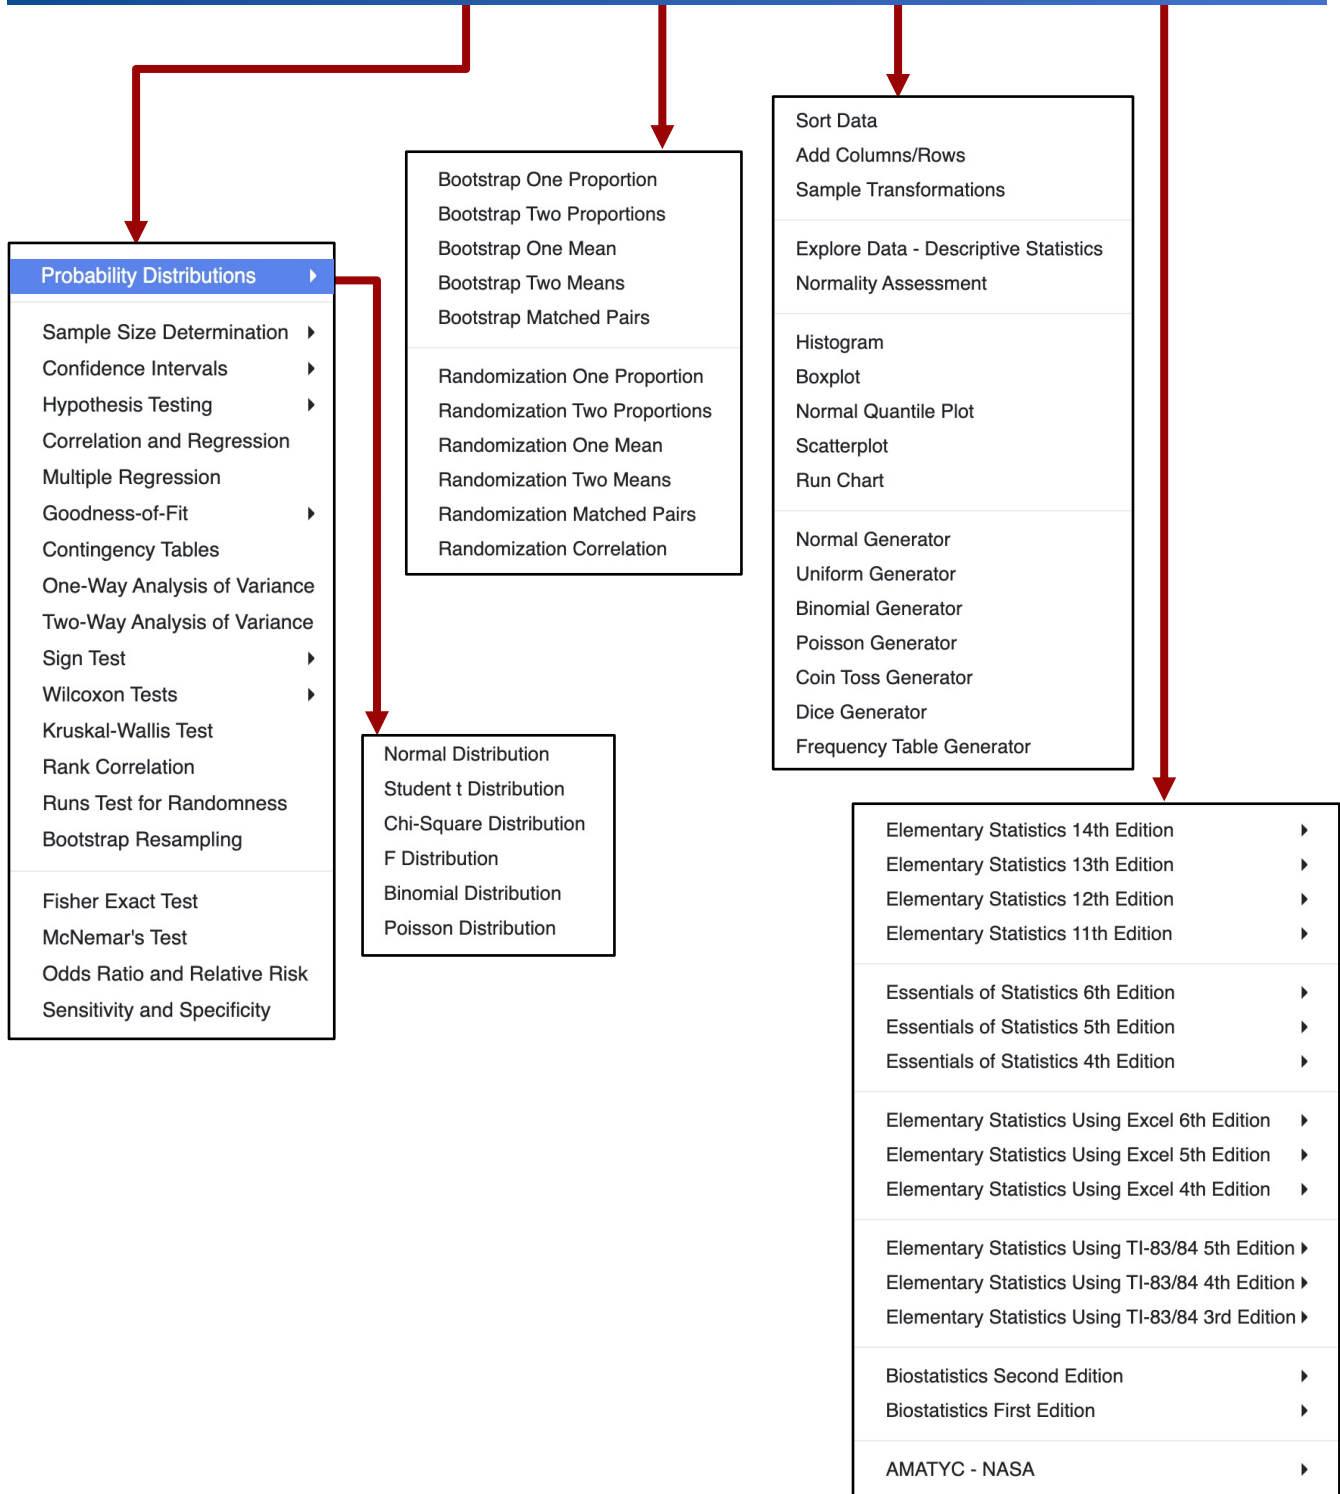 Probability Distributions
Sample Size Determination
Confidence Intervals
Hypothesis Testing
Correlation and Regression
Multiple Regression
Goodness-of-Fit
Contingency Tables
One-Way Analysis of Variance
Two-Way Analysis of Variance
Sign Test
Wilcoxon Tests
Kruskal-Wallis Test
Rank Correlation
Runs Test for Randomness
Bootstrap Resampling
Fisher Exact Test
McNemar's Test
Odds Ratio and Relative Risk
Sensitivity and Specificity
Normal Distribution
Student t Distribution
Chi-Square Distribution
F Distribution
Binomial Distribution
Poisson Distribution
Bootstrap One Proportion
Bootstrap Two Proportions
Bootstrap One Mean
Bootstrap Two Means
Bootstrap Matched Pairs
Randomization One Proportion
Randomization Two Proportions
Randomization One Mean
Randomization Two Means
Randomization Matched Pairs
Randomization Correlation
Sort Data
Add Columns/Rows
Sample Transformations
Explore Data - Descriptive Statistics
Normality Assessment
Histogram
Boxplot
Normal Quantile Plot
Scatterplot
Run Chart
Normal Generator
Uniform Generator
Binomial Generator
Poisson Generator
Coin Toss Generator
Dice Generator
Frequency Table Generator
Elementary Statistics 14th Edition
Elementary Statistics 13th Edition
Elementary Statistics 12th Edition
Elementary Statistics 11th Edition
Essentials of Statistics 6th Edition
Essentials of Statistics 5th Edition
Essentials of Statistics 4th Edition
Elementary Statistics Using Excel 6th Edition
Elementary Statistics Using Excel 5th Edition
Elementary Statistics Using Excel 4th Edition
Elementary Statistics Using TI-83/84 5th Edition
Elementary Statistics Using TI-83/84 4th Edition
Elementary Statistics Using TI-83/84 3rd Edition
Biostatistics Second Edition
Biostatistics First Edition
AMATYC - NASA